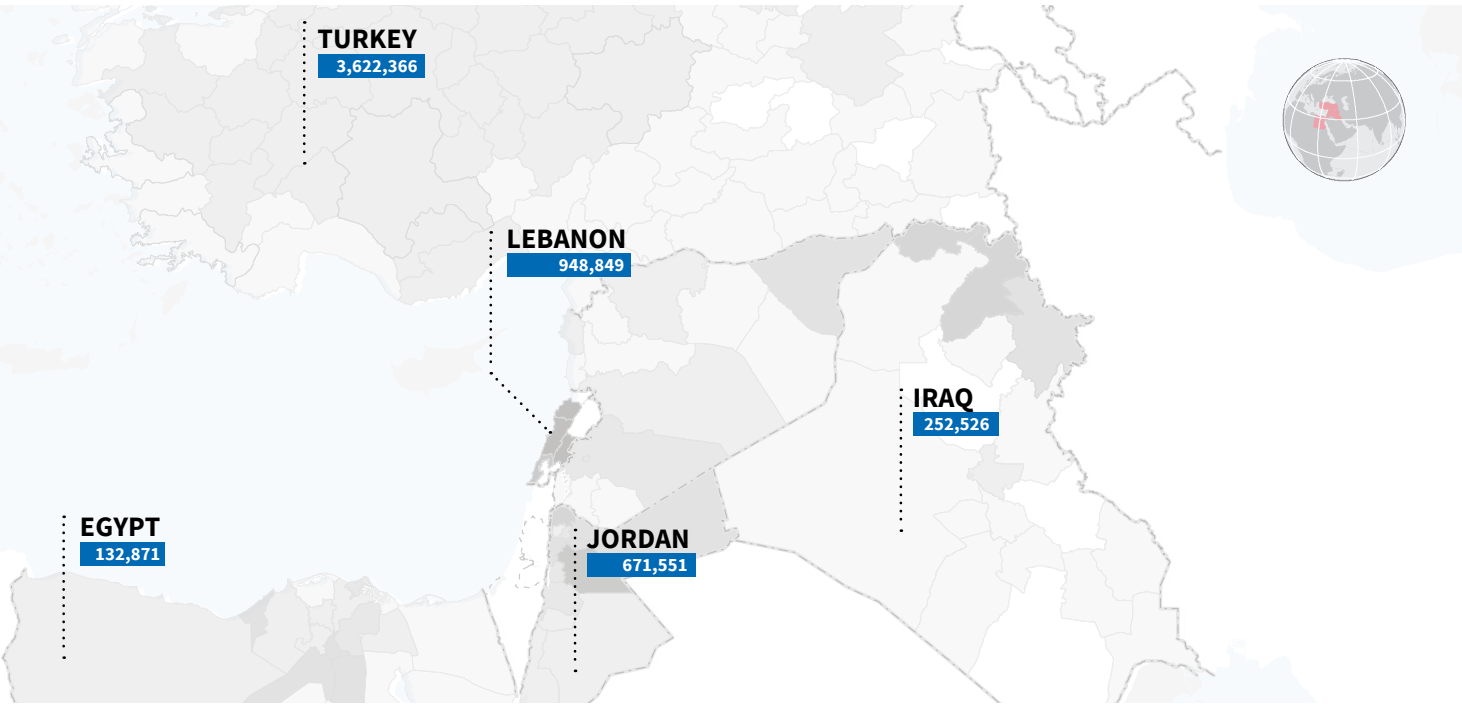 TURKEY
3,622,366
LEBANON
948,849
IRAQ
252,526
EGYPT
132,871
JORDAN
671,551